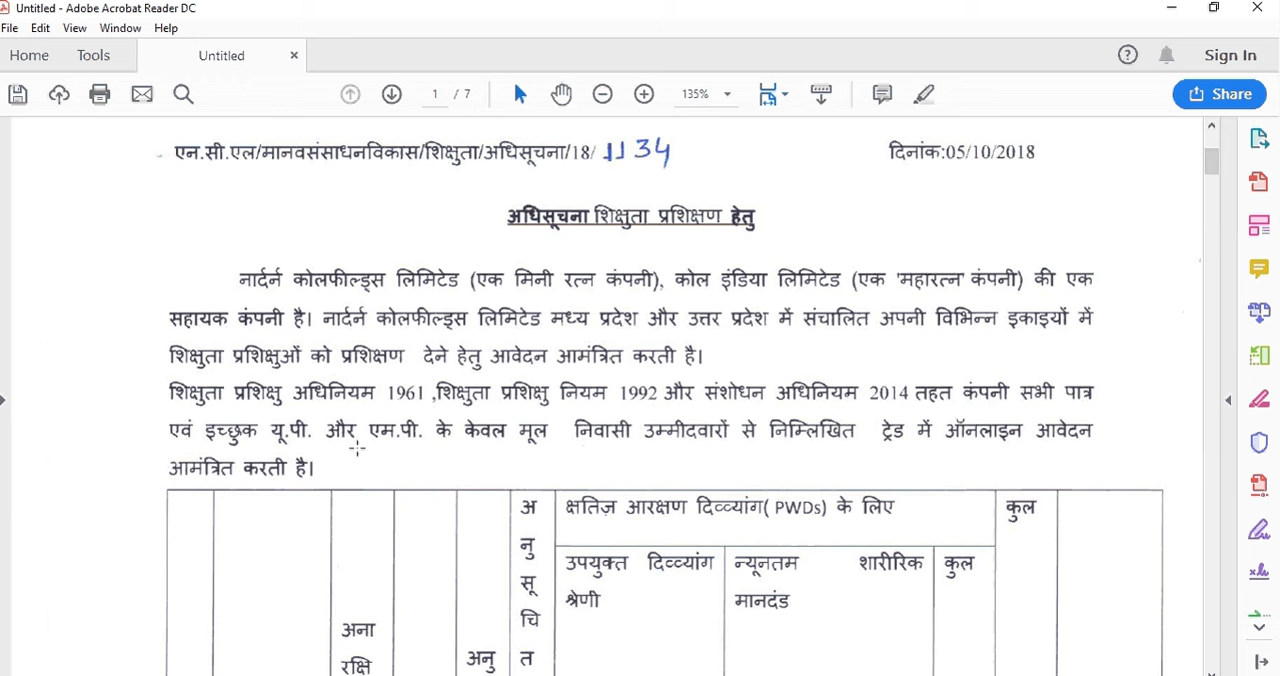 Untitled - Adobe Acrobat Reader DC
File Edit View Window Help
Home Tools Untitled × Sign In
1 / 7 135% Share
एन.सी.एल/मानवसंसाधनविकास/शिक्षुता/अधिसूचना/18/ 1134 दिनांक:05/10/2018
अधिसूचना शिक्षुता प्रशिक्षण हेतु
नार्दर्न कोलफील्ड्स लिमिटेड (एक मिनी रत्न कंपनी), कोल इंडिया लिमिटेड (एक 'महारत्न' कंपनी) की एक
सहायक कंपनी है। नार्दर्न कोलफील्ड्स लिमिटेड मध्य प्रदेश और उत्तर प्रदेश में संचालित अपनी विभिन्न इकाइयों में
शिक्षुता प्रशिक्षुओं को प्रशिक्षण देने हेतु आवेदन आमंत्रित करती है।
शिक्षुता प्रशिक्षु अधिनियम 1961 ,शिक्षुता प्रशिक्षु नियम 1992 और संशोधन अधिनियम 2014 तहत कंपनी सभी पात्र
एवं इच्छुक यू.पी. और एम.पी. के केवल मूल निवासी उम्मीदवारों से निम्लिखित ट्रेड में ऑनलाइन आवेदन
आमंत्रित करती है।
अ क्षतिज़ आरक्षण दिव्व्यांग( PWDs) के लिए कुल
नु
उपयुक्त दिव्व्यांग न्यूनतम शारीरिक कुल
सू
श्रेणी मानदंड
चि
अना
रक्षि अनु त